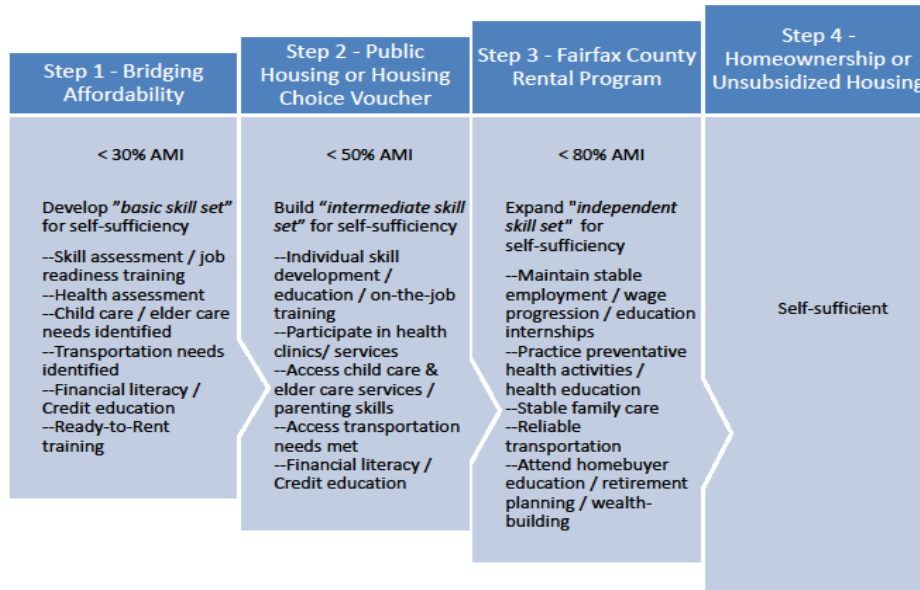 Step 1 - Bridging
Affordability
< 30% AMI
Develop "basic skill set"
for self-sufficiency
--Skill assessment / job
readiness training
--Health assessment
--Child care / elder care
needs identified
--Transportation needs
identified
--Financial literacy /
Credit education
--Ready-to-Rent
training
Step 2 - Public
Housing or Housing
Choice Voucher
< 50% AMI
Build "intermediate skill
set" for self-sufficiency
--Individual skill
development /
education / on-the-job
training
--Participate in health
clinics/ services
--Access child care &
elder care services /
parenting skills
--Access transportation
needs met
--Financial literacy /
Credit education
Step 3 - Fairfax County
Rental Program
< 80% AMI
Expand "independent
skill set" for
self-sufficiency
--Maintain stable
employment / wage
progression / education
internships
--Practice preventative
health activities /
health education
--Stable family care
--Reliable
transportation
--Attend homebuyer
education / retirement
planning / wealth-
building
Step 4 -
Homeownership or
Unsubsidized Housing
Self-sufficient